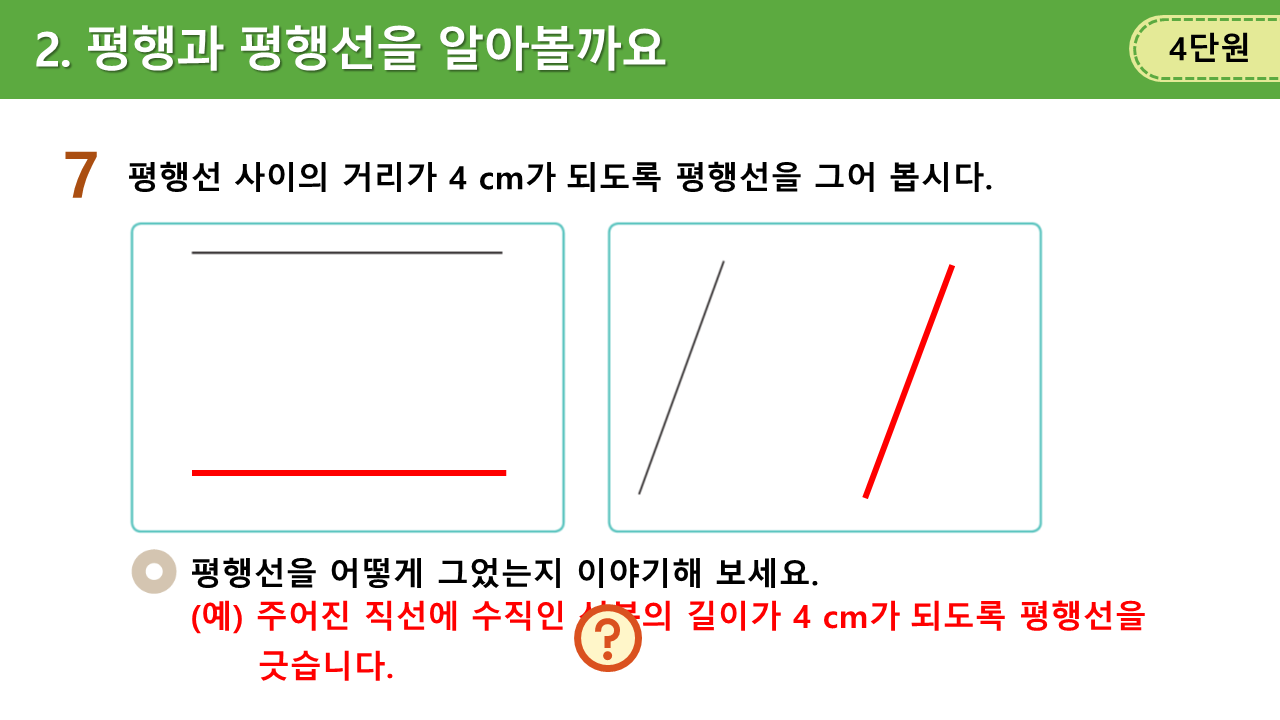 2. 평행과 평행선을 알아볼까요
4단원
7 평행선 사이의 거리가 4 cm가 되도록 평행선을 그어 봅시다.
평행선을 어떻게 그었는지 이야기해 보세요.
(예) 주어진 직선에 수직인 선분의 길이가 4 cm가 되도록 평행선을
긋습니다.
?